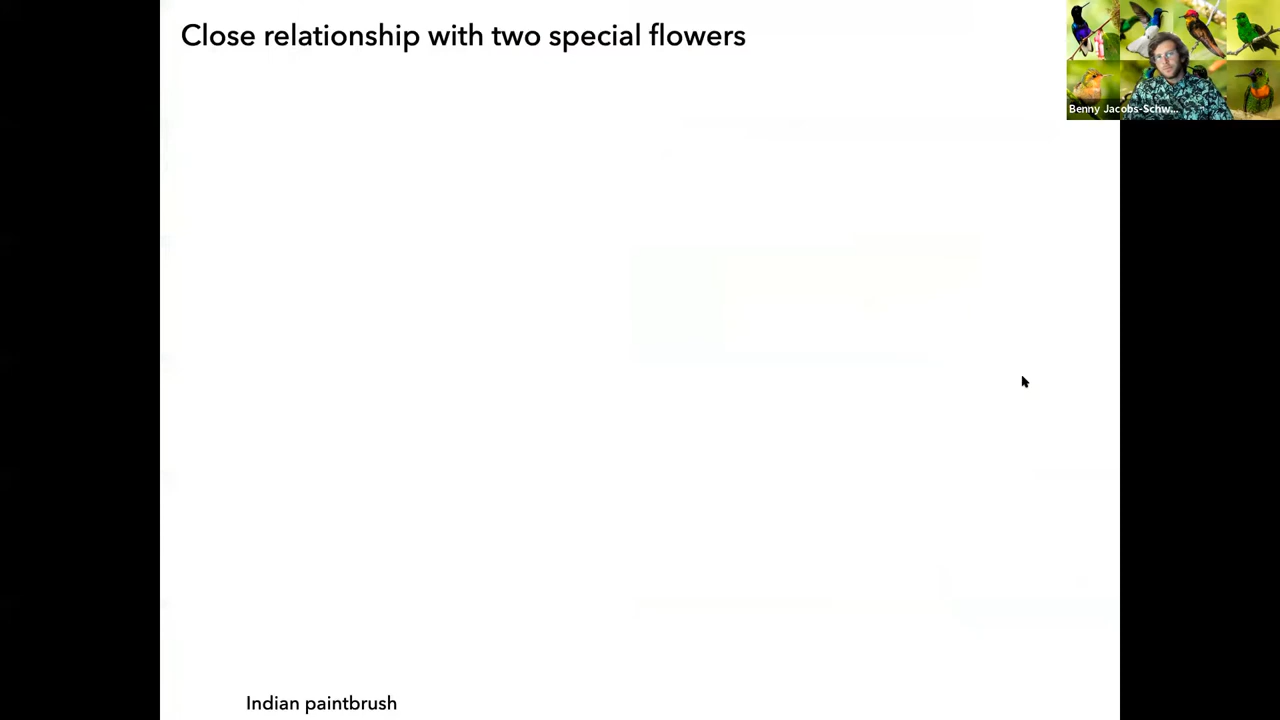 Close relationship with two special flowers
Benny Jacobs-Schw...
Indian paintbrush